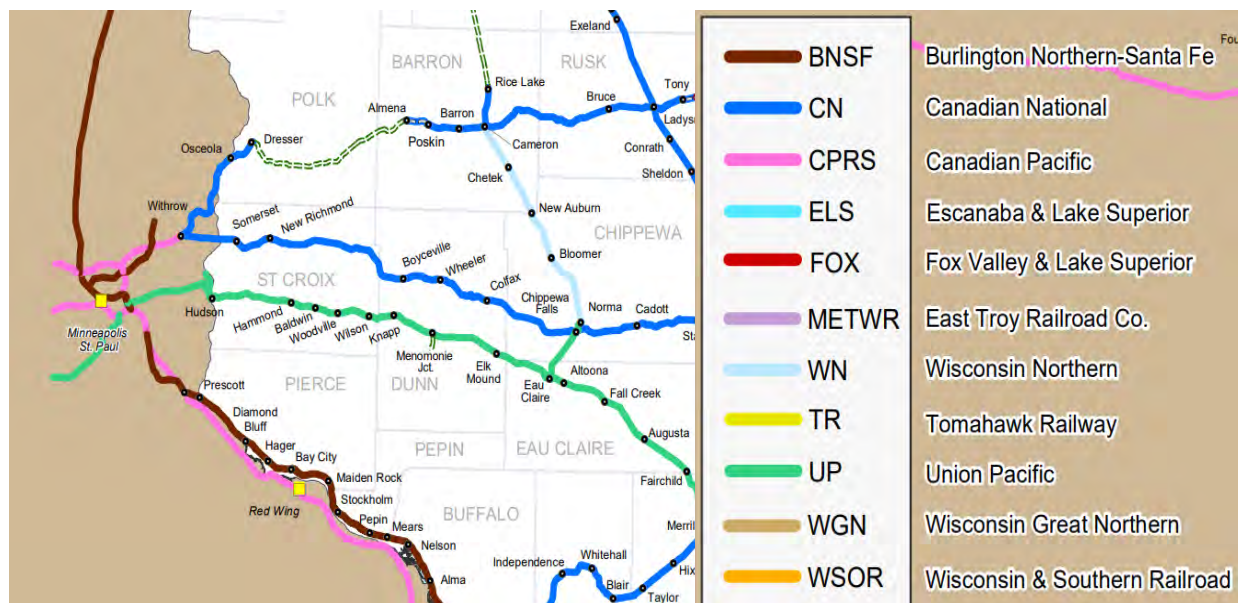 Exeland
BARRON
RUSK
Rice Lake
Tony
POLK
Almena
Barron
Bruce
Ladys
Dresser
Poskin
Cameron
Osceola
Conrath
Chetek
Sheldon
Withrow
Somerset
New Richmond
New Auburn
CHIPPEWA
Bloomer
Boyceville
Wheeler
Colfax
ST CROIX
Chippewa
Falls
Norma
Cadott
Sta
Hudson
Hammond
Baldwin
Woodville
Wilson
Knapp
Minneapolis
St. Paul
Menomonie
Jct.
Elk
Mound
Eau
Claire
Altoona
Fall Creek
PIERCE
DUNN
Prescott
Diamond
Bluff
Hager
Bay City
PEPIN
EAU CLAIRE
Augusta
Fairchild
Maiden Rock
Stockholm
Red Wing
Pepin
Mears
BUFFALO
Nelson
Merril
Independence
Whitehall
Hix
Alma
Blair
Taylor
Fou
BNSF Burlington Northern-Santa Fe
CN Canadian National
CPRS Canadian Pacific
ELS Escanaba & Lake Superior
FOX Fox Valley & Lake Superior
METWR East Troy Railroad Co.
WN Wisconsin Northern
TR Tomahawk Railway
UP Union Pacific
WGN Wisconsin Great Northern
WSOR Wisconsin & Southern Railroad